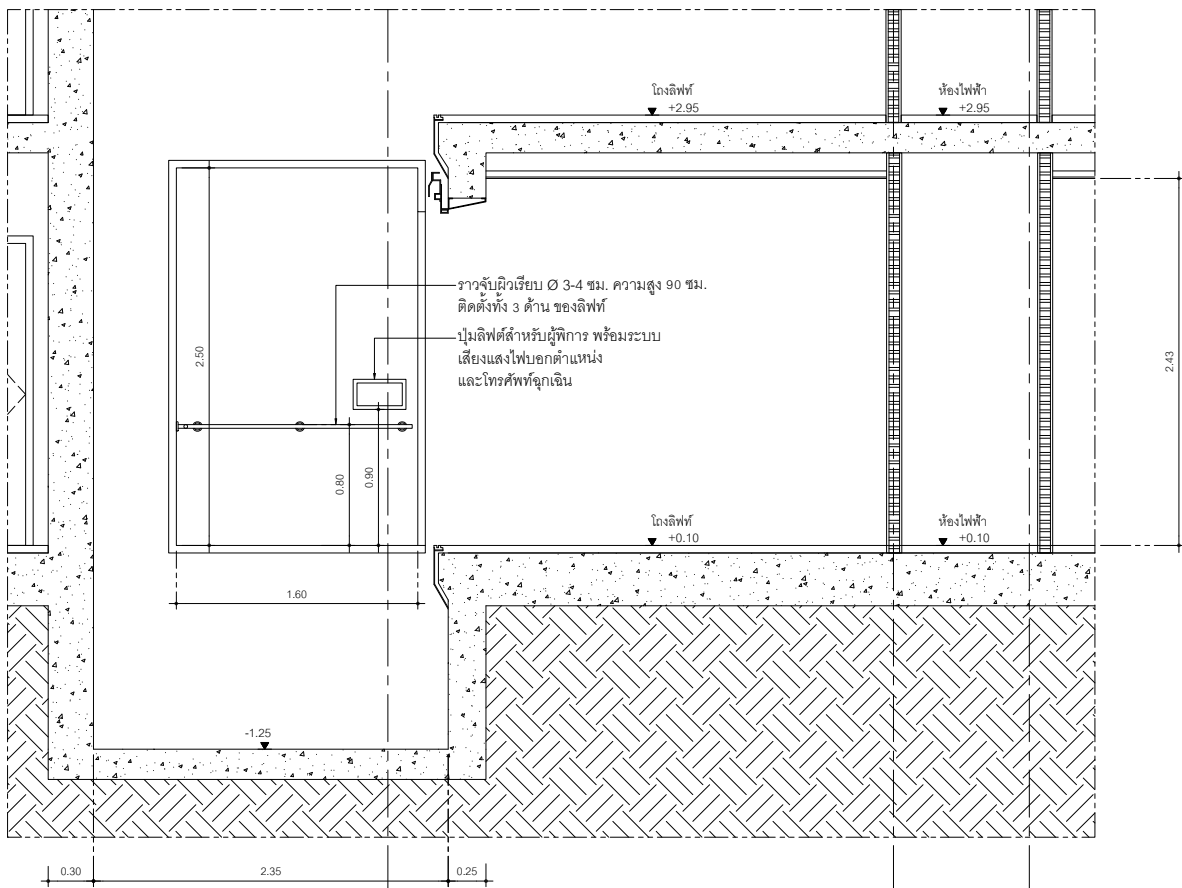 โถงลิฟท์
+2.95
ห้องไฟฟ้า
+2.95
ราวจับผิวเรียบ Ø 3-4 ซม. ความสูง 90 ซม.
ติดตั้งทั้ง 3 ด้าน ของลิฟท์
ปุ่มลิฟต์สำหรับผู้พิการ พร้อมระบบ
เสียงแสงไฟบอกตำแหน่ง
และโทรศัพท์ฉุกเฉิน
2.50
2.43
0.80
0.90
โถงลิฟท์
+0.10
ห้องไฟฟ้า
+0.10
1.60
-1.25
0.30
2.35
0.25